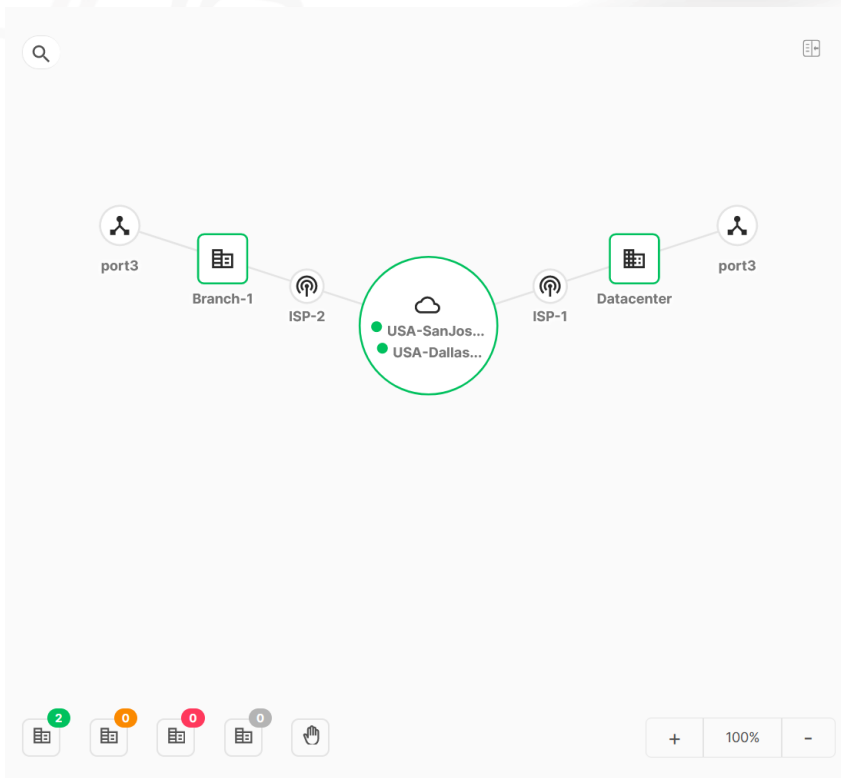 port3
port3
Branch-1
Datacenter
ISP-2
ISP-1
USA-SanJos...
USA-Dallas...
2
0
0
0
+
100%
-